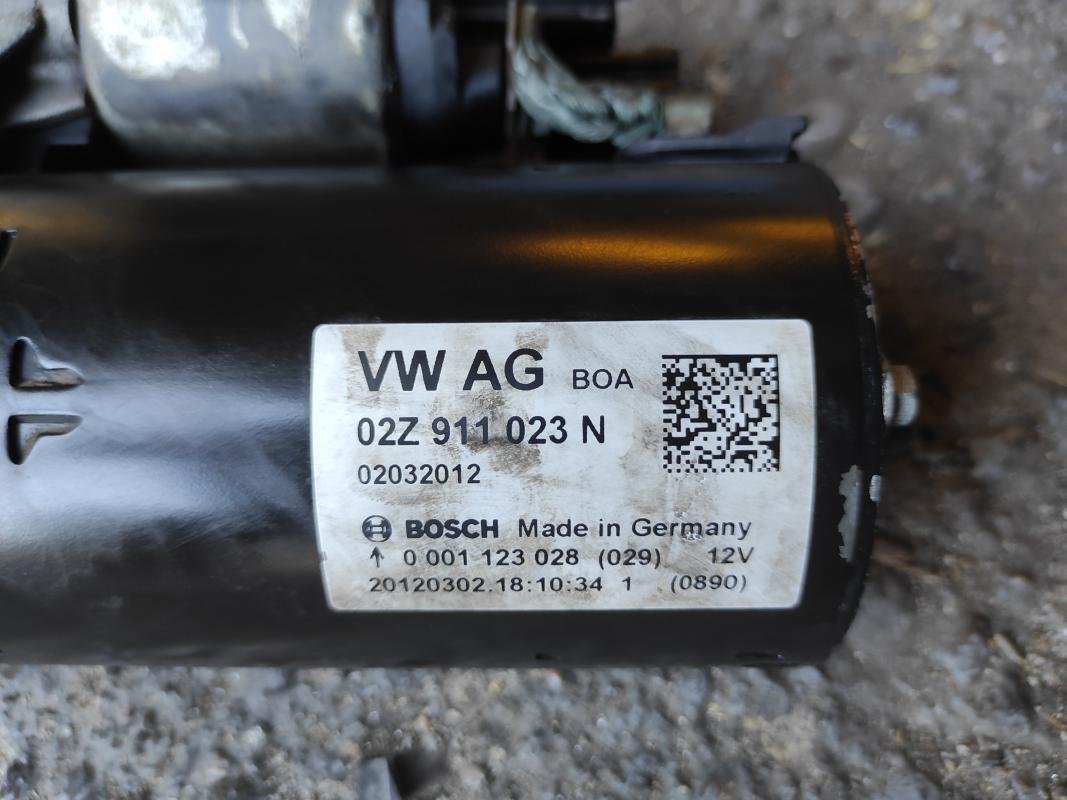 VW AG BOA
02Z 911 023 N
02032012
BOSCH Made in Germany
0 001 123 028 (029) 12V
20120302.18:10:34 1 (0890)